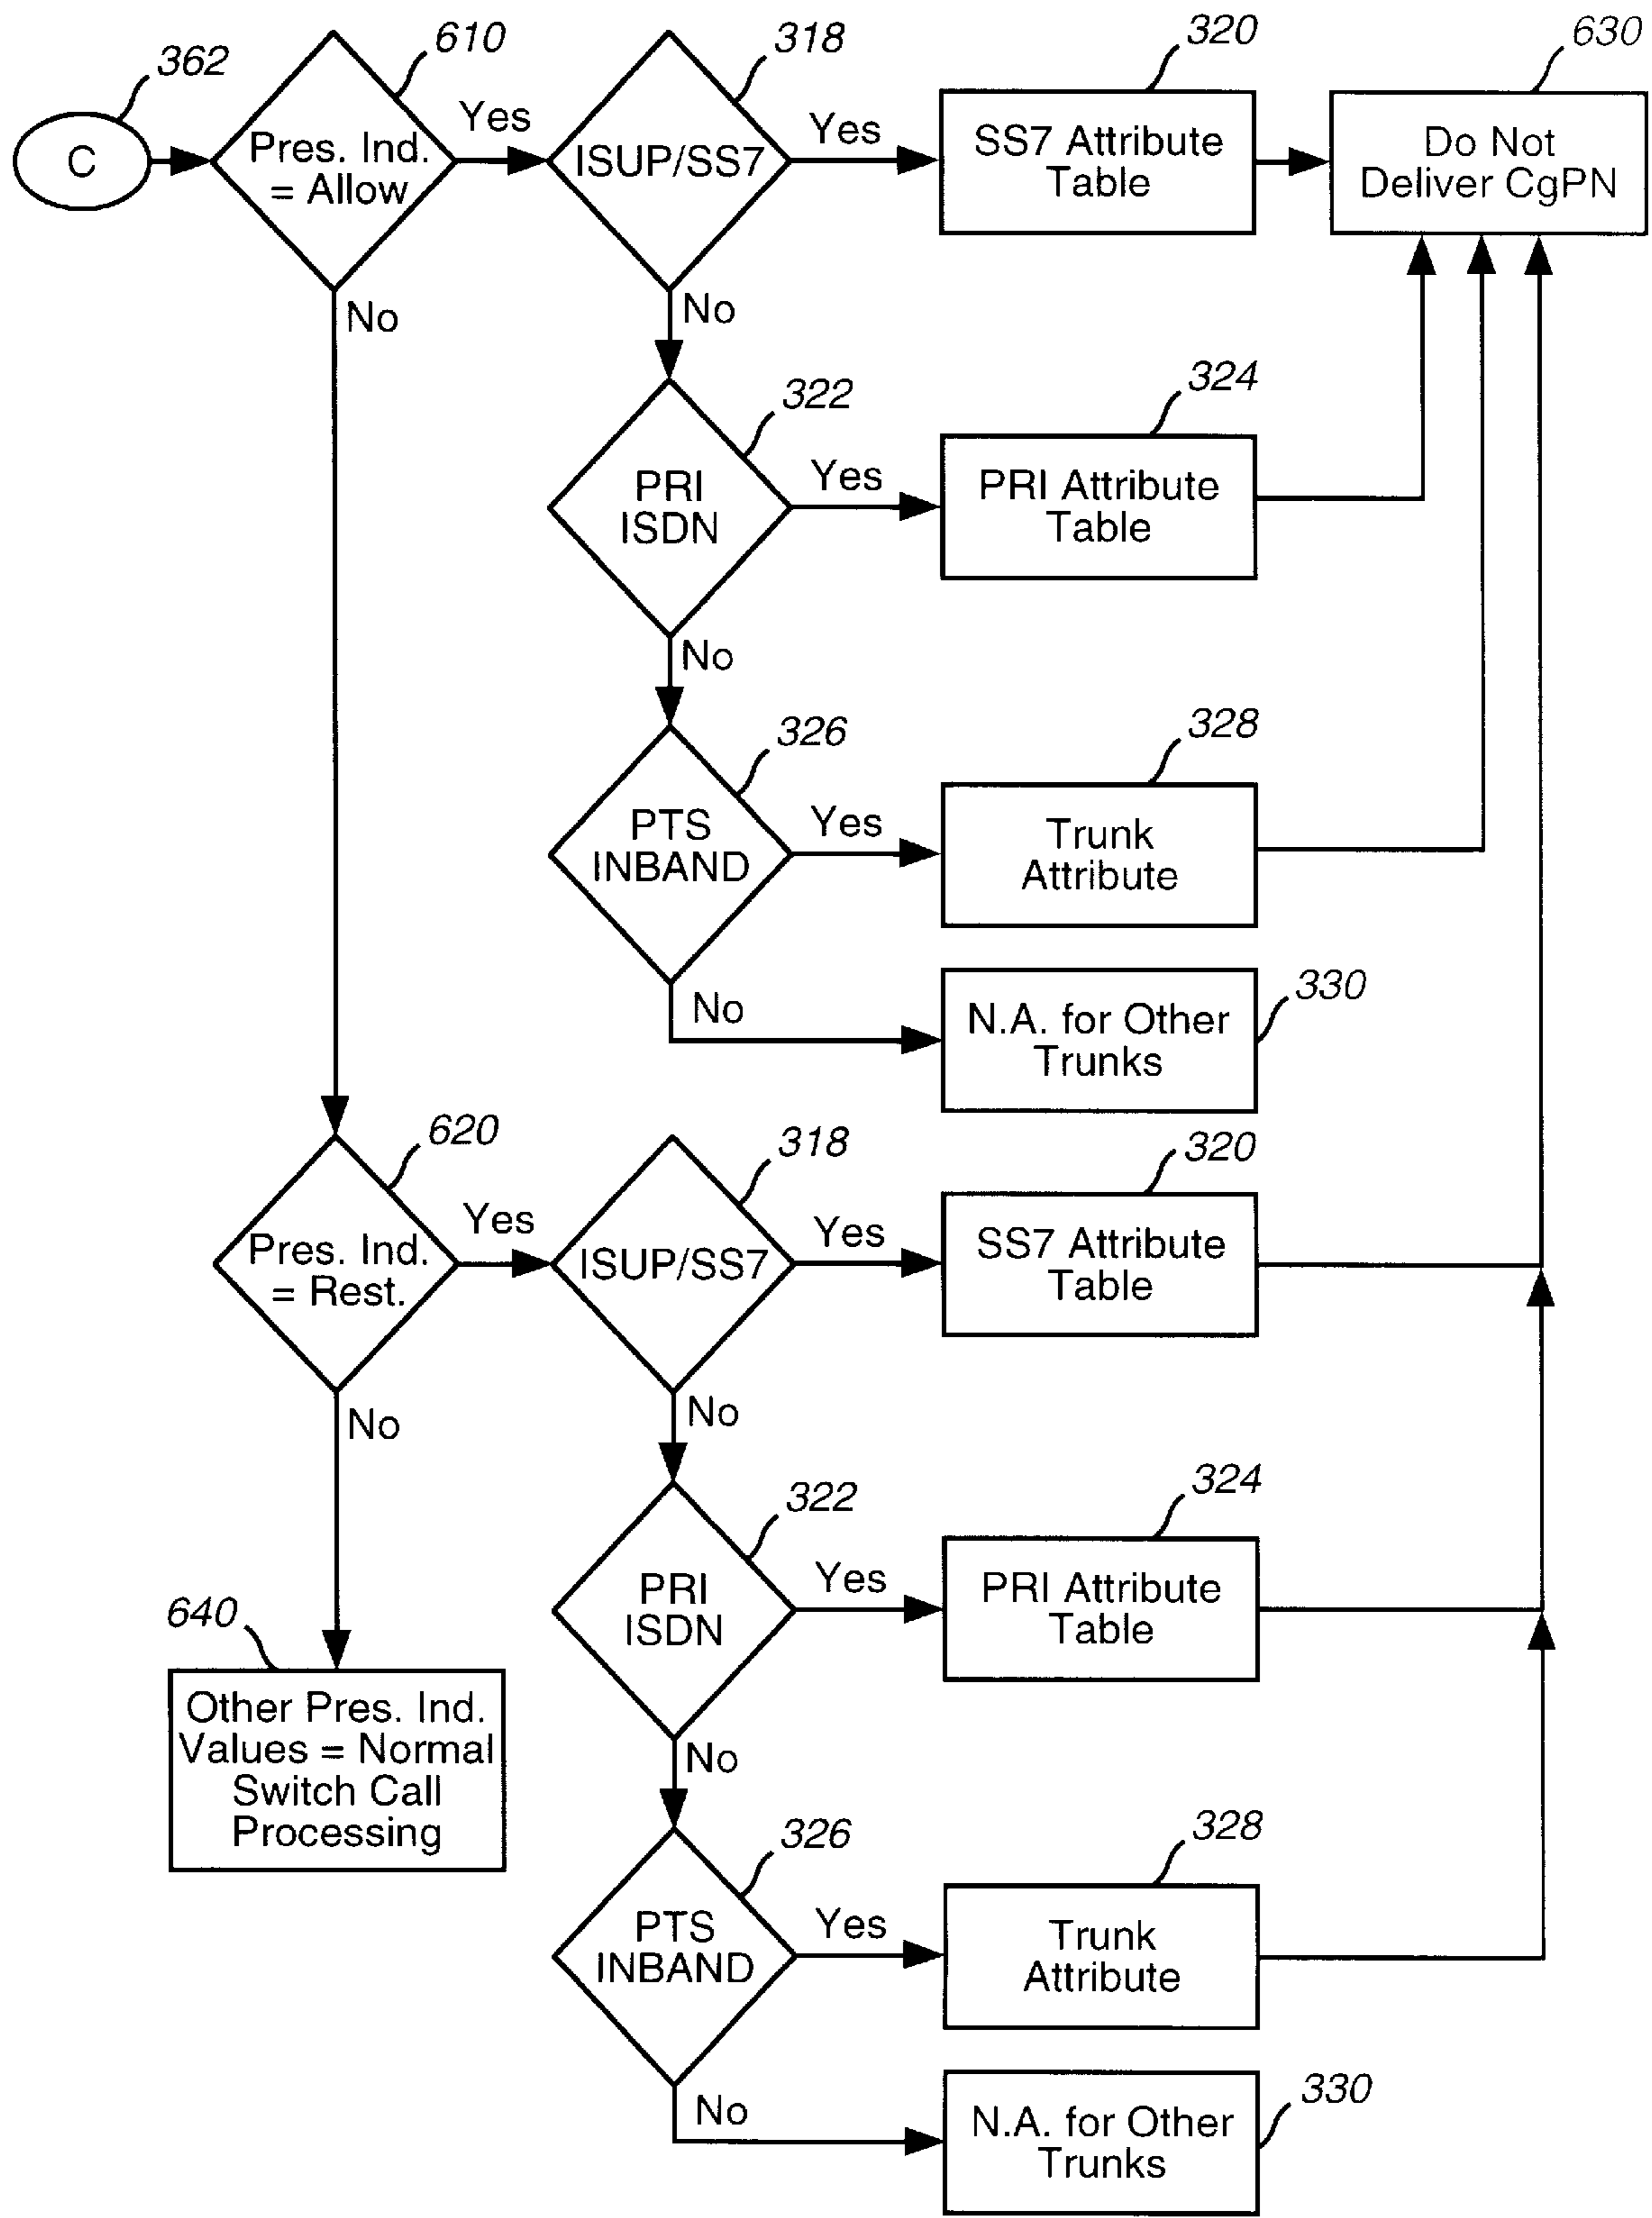 362
610
318
320
630
C
Pres. Ind.
= Allow
Yes
ISUP/SS7
Yes
SS7 Attribute
Table
Do Not
Deliver CgPN
No
No
322
324
PRI
ISDN
Yes
PRI Attribute
Table
No
326
328
PTS
INBAND
Yes
Trunk
Attribute
No
330
N.A. for Other
Trunks
620
318
320
Pres. Ind.
= Rest.
Yes
ISUP/SS7
Yes
SS7 Attribute
Table
No
No
322
324
PRI
ISDN
Yes
PRI Attribute
Table
640
Other Pres. Ind.
Values = Normal
Switch Call
Processing
No
326
328
PTS
INBAND
Yes
Trunk
Attribute
No
330
N.A. for Other
Trunks